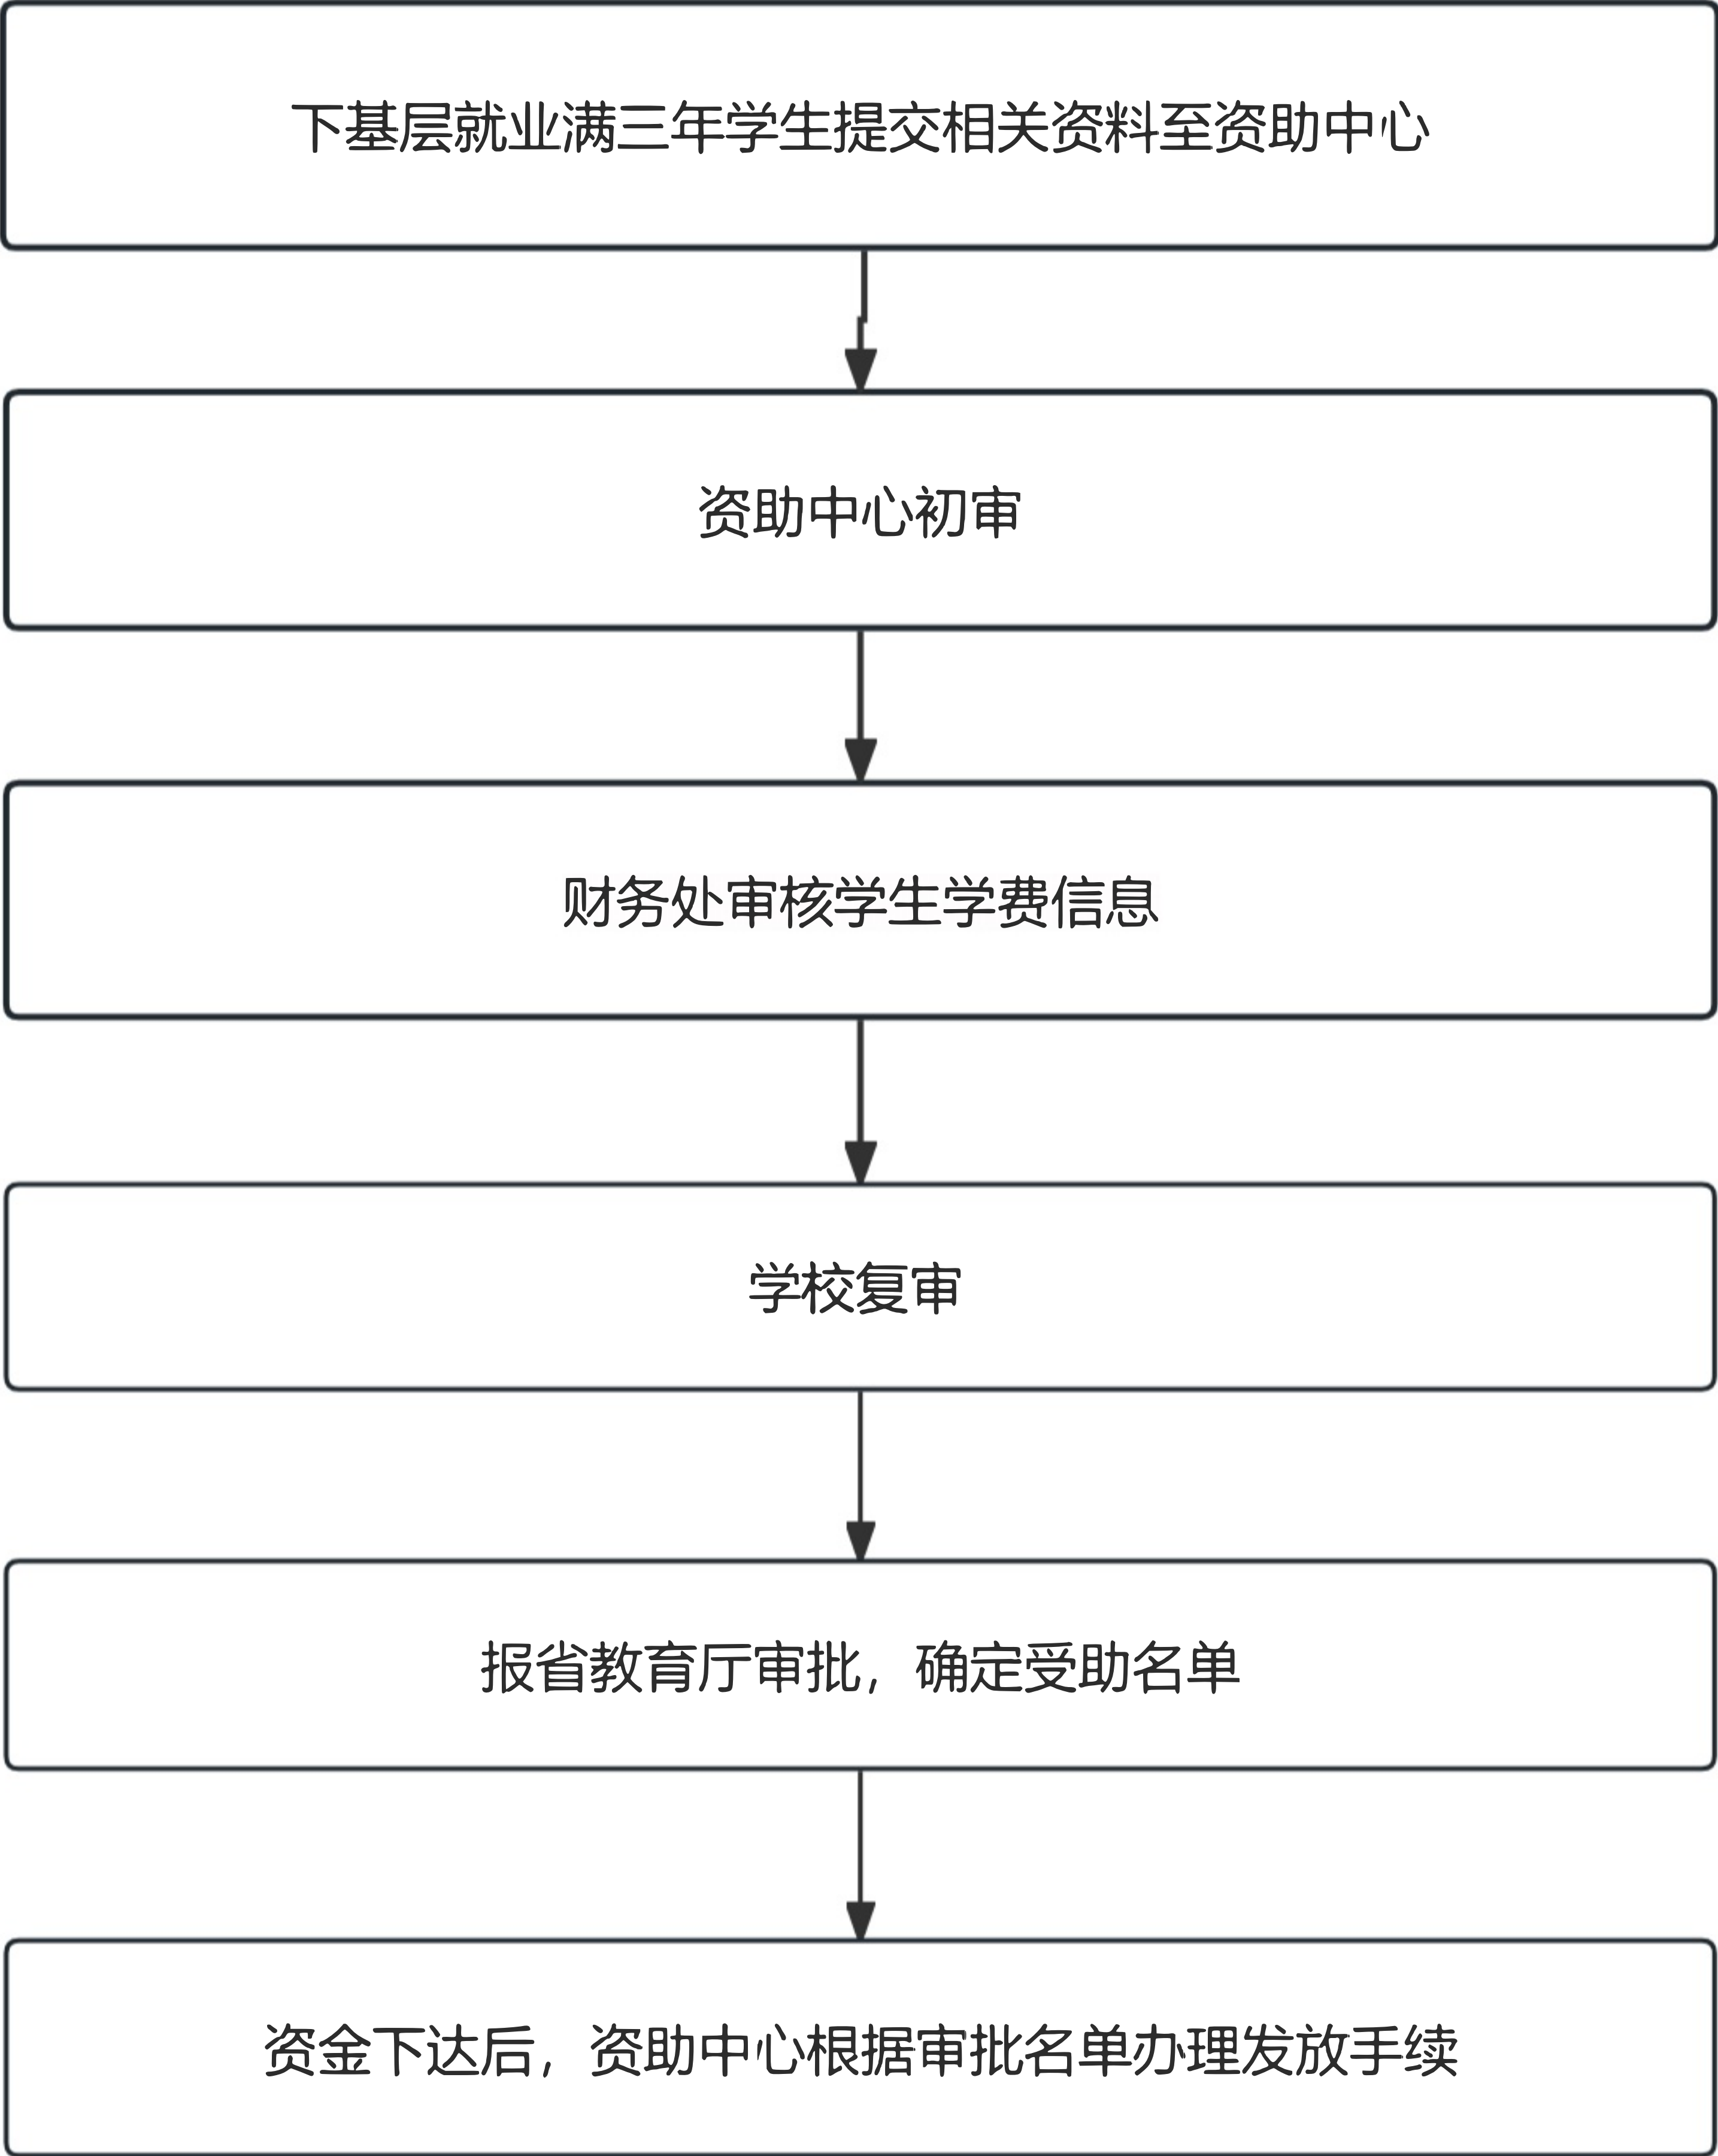 下基层就业满三年学生提交相关资料至资助中心
资助中心初审
财务处审核学生学费信息
学校复审
报省教育厅审批，确定受助名单
资金下达后，资助中心根据审批名单办理发放手续